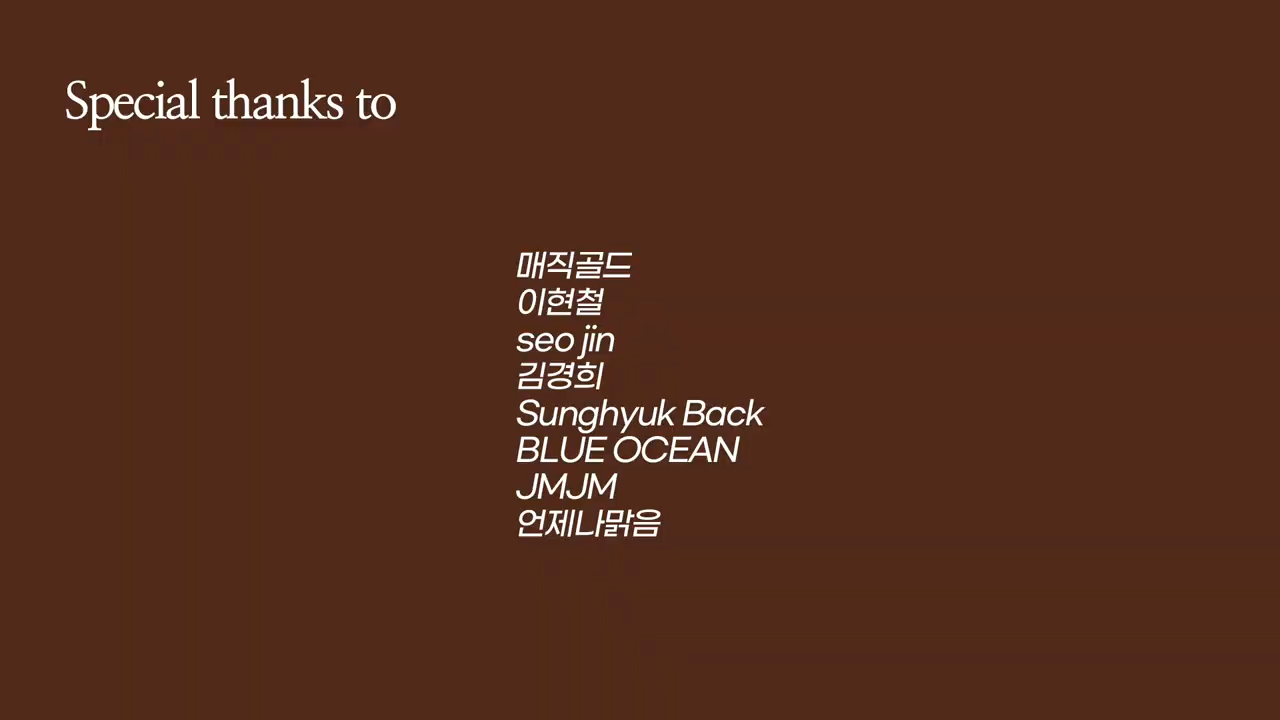 Special thanks to
매직골드
이현철
seo jin
김경희
Sunghyuk Back
BLUE OCEAN
JMJM
언제나맑음